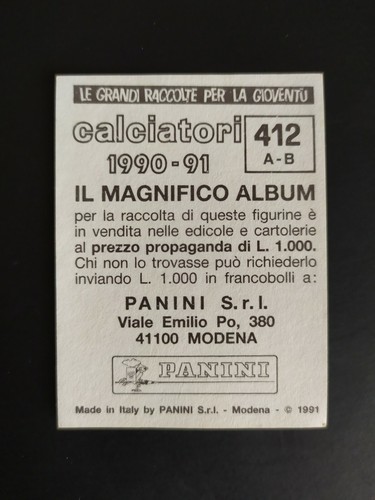 LE GRANDI RACCOLTE PER LA GIOVENTÙ
calciatori
1990-91
412
A-B
IL MAGNIFICO ALBUM
per la raccolta di queste figurine è
in vendita nelle edicole e cartolerie
al prezzo propaganda di L. 1.000.
Chi non lo trovasse può richiederlo
inviando L. 1.000 in francobolli a:
PANINI S.r.l.
Viale Emilio Po, 380
41100 MODENA
PANINI
Made in Italy by PANINI S.r.l. - Modena - © 1991